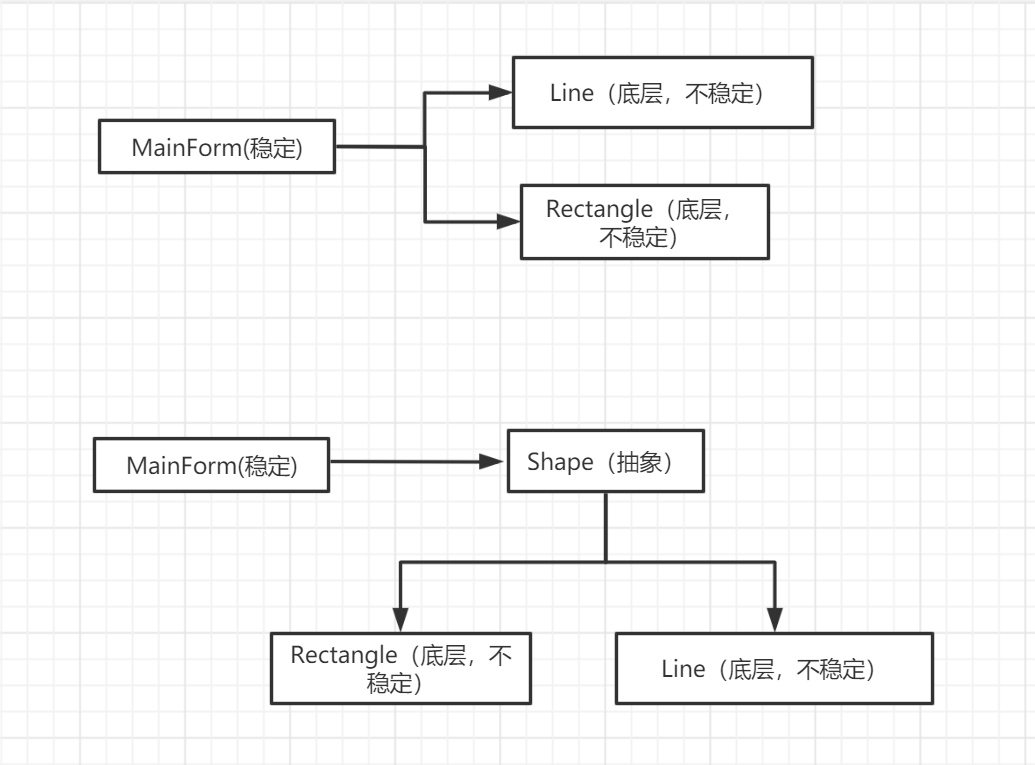 Line（底层，不稳定）
MainForm(稳定)
Rectangle（底层，
不稳定）
MainForm(稳定)
Shape（抽象）
Rectangle（底层，不
稳定）
Line（底层，不稳定）